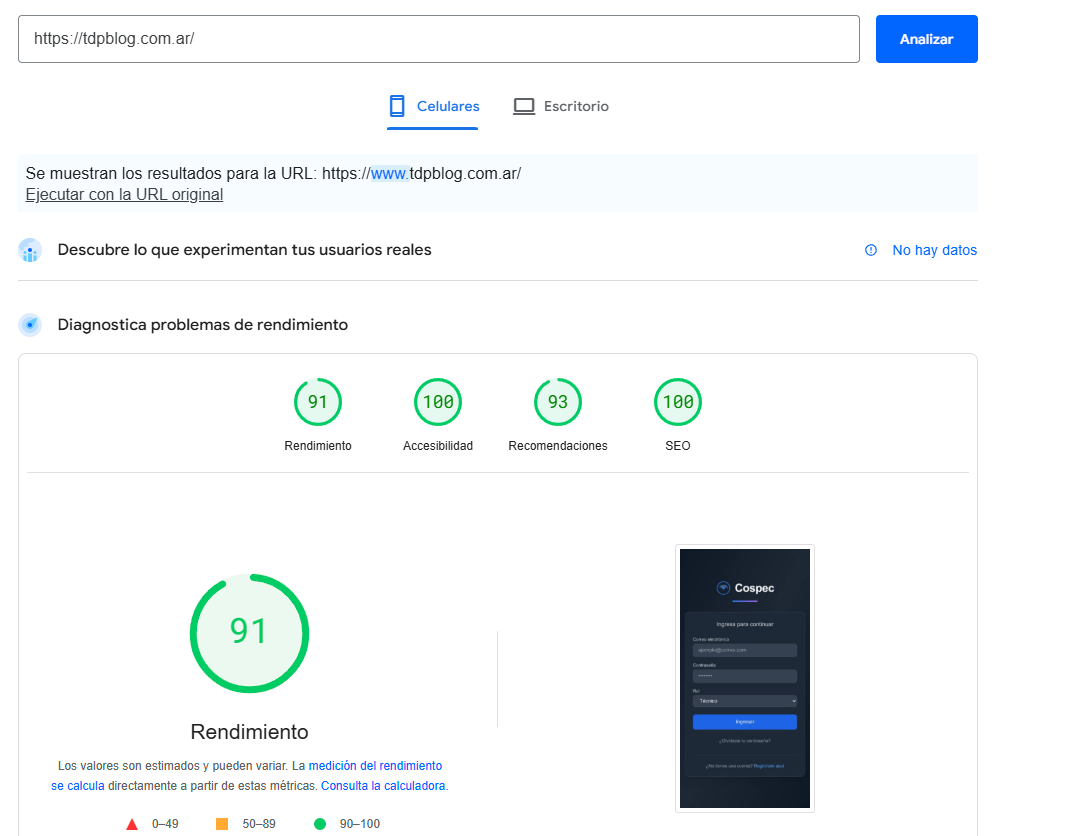 https://tdpblog.com.ar/
Analizar
Celulares
Escritorio
Se muestran los resultados para la URL: https://www.tdpblog.com.ar/
Ejecutar con la URL original
Descubre lo que experimentan tus usuarios reales
No hay datos
Diagnostica problemas de rendimiento
91
100
93
100
Rendimiento
Accesibilidad
Recomendaciones
SEO
91
Rendimiento
Los valores son estimados y pueden variar. La medición del rendimiento
se calcula directamente a partir de estas métricas. Consulta la calculadora.
0–49
50–89
90–100
Cospec
Ingresa para continuar
Correo electrónico
ejemplo@correo.com
Contraseña
Rol
Técnico
Ingresar
¿Olvidaste tu contraseña?
¿No tienes una cuenta? Regístrate aquí